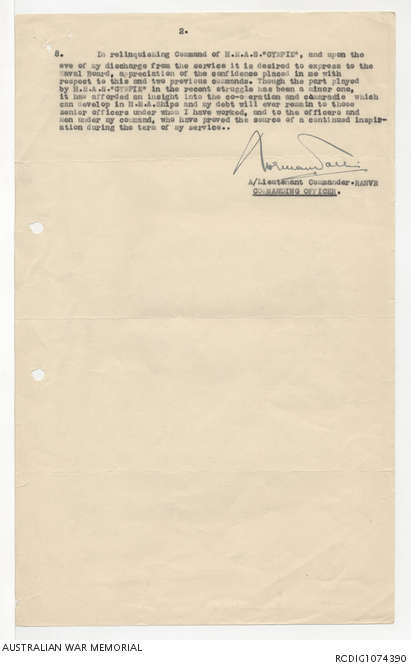 2.
8. In relinquishing Command of H.M.A.S."GYMPIE", and upon the
eve of my discharge from the service it is desired to express to the
Naval Board, appreciation of the confidence placed in me with
respect to this and two previous commands. Though the part played
by H.M.A.S."GYMPIE" in the recent struggle has been a minor one,
it has afforded an insight into the co-operation and which
can develop in H.M.A.Ships and my debt will ever remain to those
senior officers under whom I have worked, and to the officers and
men under my command, who have proved the source of a continued inspir-
ation during the term of my service..
Norman
A/Lieutenant Commander.RANVR
COMMANDING OFFICER.
AUSTRALIAN WAR MEMORIAL
RCDIG1074390